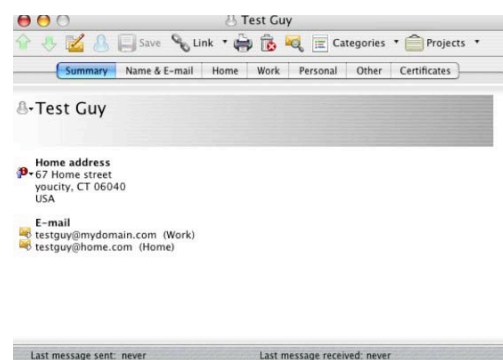 Test Guy
Save Link Categories Projects
Summary Name & E-mail Home Work Personal Other Certificates
Test Guy
Home address
67 Home street
youcity, CT 06040
USA
E-mail
testguy@mydomain.com (Work)
testguy@home.com (Home)
Last message sent: never Last message received: never